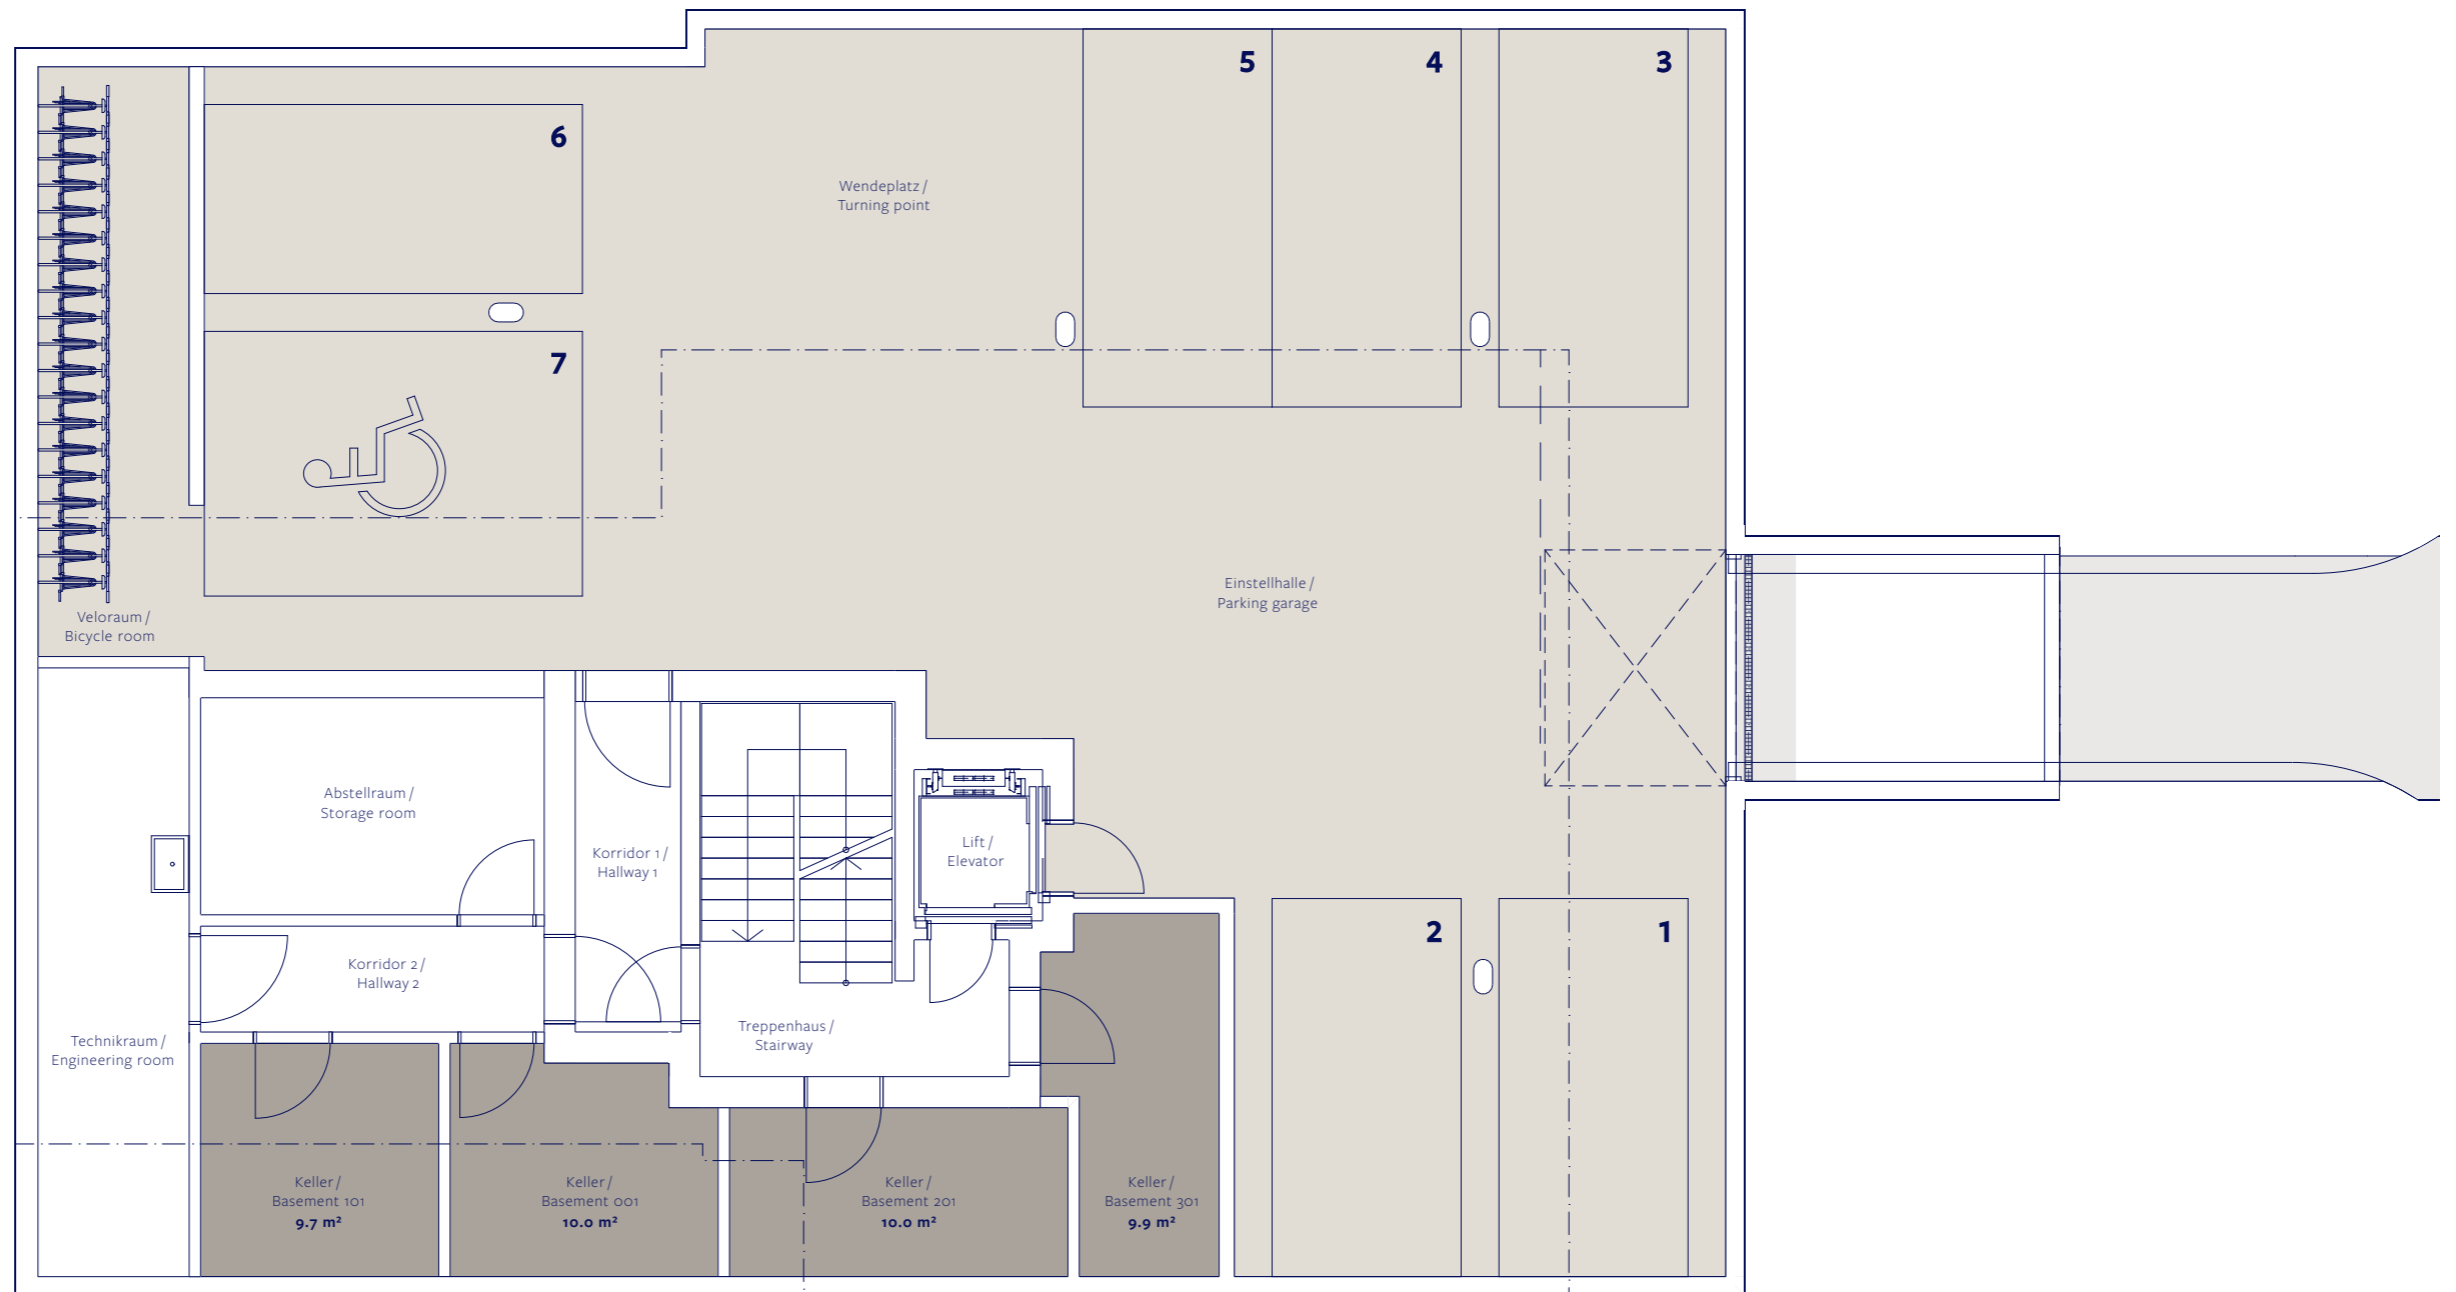 5
4
3
6
Wendeplatz /
Turning point
7
Einstellhalle /
Parking garage
Veloraum /
Bicycle room
Abstellraum /
Storage room
Korridor 1 /
Hallway 1
Lift /
Elevator
2
1
Korridor 2 /
Hallway 2
Treppenhaus /
Stairway
Technikraum /
Engineering room
Keller /
Basement 101
9.7 m²
Keller /
Basement 001
10.0 m²
Keller /
Basement 201
10.0 m²
Keller /
Basement 301
9.9 m²